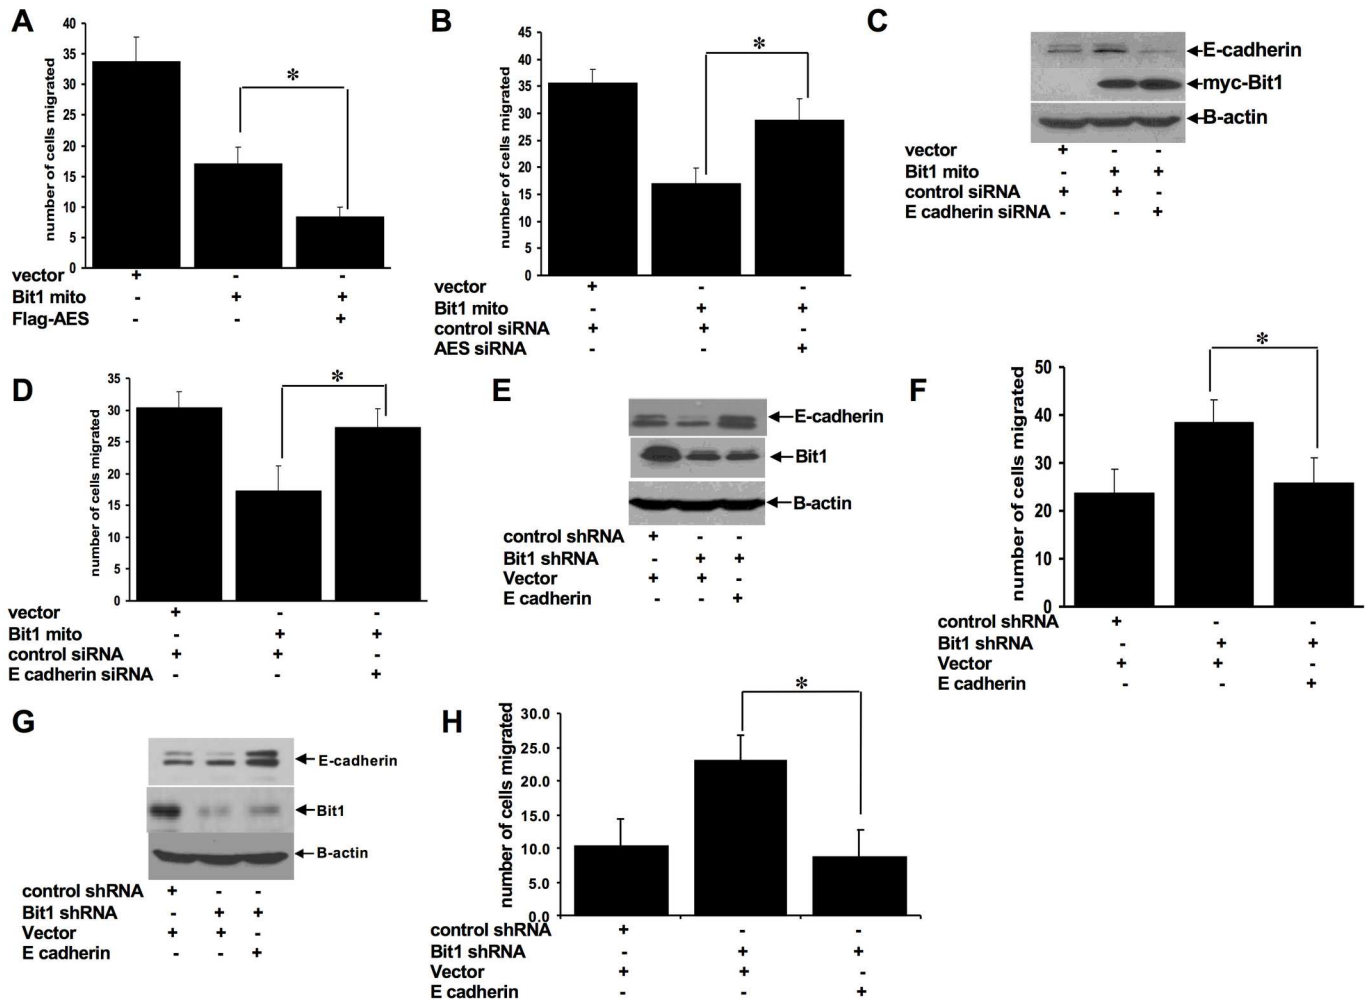 A
number of cells migrated
40
35
30
25
20
15
10
5
0
*
vector + - -
Bit1 mito - + +
Flag-AES - - +
B
number of cells migrated
45
40
35
30
25
20
15
10
5
0
*
vector + - -
Bit1 mito - + +
control siRNA + + -
AES siRNA - - +
C
E-cadherin
myc-Bit1
B-actin
vector + - -
Bit1 mito - + +
control siRNA + + -
E cadherin siRNA - - +
D
number of cells migrated
35
30
25
20
15
10
5
0
*
vector + - -
Bit1 mito - + +
control siRNA + + -
E cadherin siRNA - - +
E
E-cadherin
Bit1
B-actin
control shRNA + - -
Bit1 shRNA - + +
Vector + + -
E cadherin - - +
F
number of cells migrated
50
40
30
20
10
0
*
control shRNA + - -
Bit1 shRNA - + +
Vector + + -
E cadherin - - +
G
E-cadherin
Bit1
B-actin
control shRNA + - -
Bit1 shRNA - + +
Vector + + -
E cadherin - - +
H
number of cells migrated
30.0
25.0
20.0
15.0
10.0
5.0
0.0
*
control shRNA + - -
Bit1 shRNA - + +
Vector + + -
E cadherin - - +